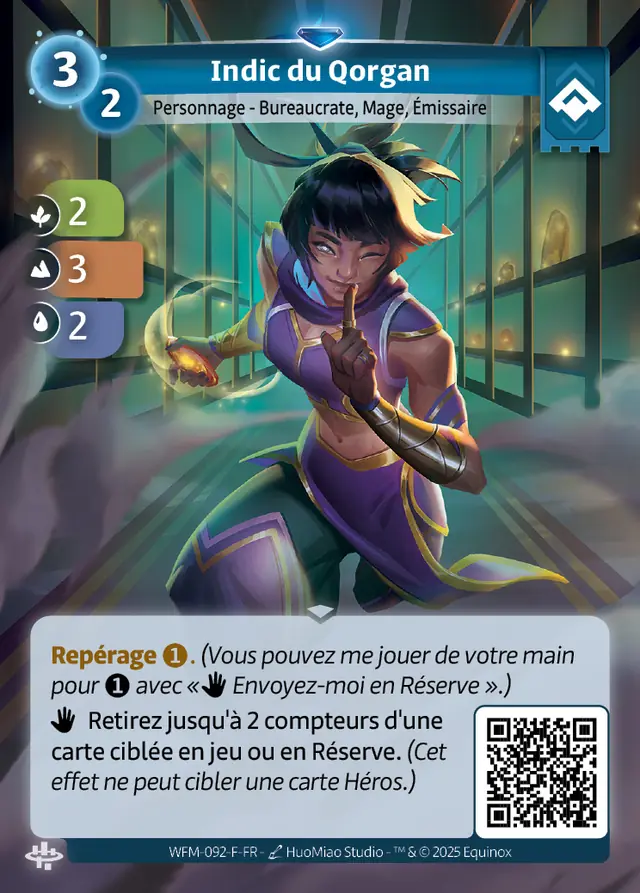 3
Indic du Qorgan
2
Personnage - Bureaucrate, Mage, Émissaire
2
3
2
Repérage 1. (Vous pouvez me jouer de votre main
pour 1 avec « Envoyez-moi en Réserve ».)
Retirez jusqu'à 2 compteurs d'une
carte ciblée en jeu ou en Réserve. (Cet
effet ne peut cibler une carte Héros.)
WFM-092-F-FR - HuoMiao Studio - ™ & © 2025 Equinox